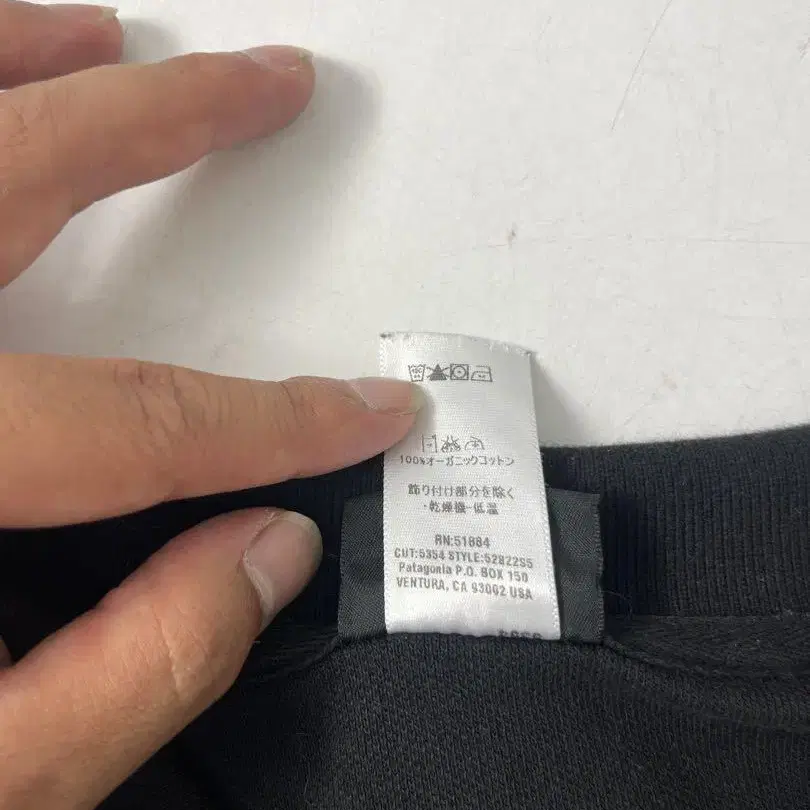 100%オーガニックコットン
飾り付け部分を除く
·乾燥機-低温
RN:51884
CUT:5354 STYLE:52822S5
Patagonia P.O. BOX 150
VENTURA, CA 93002 USA